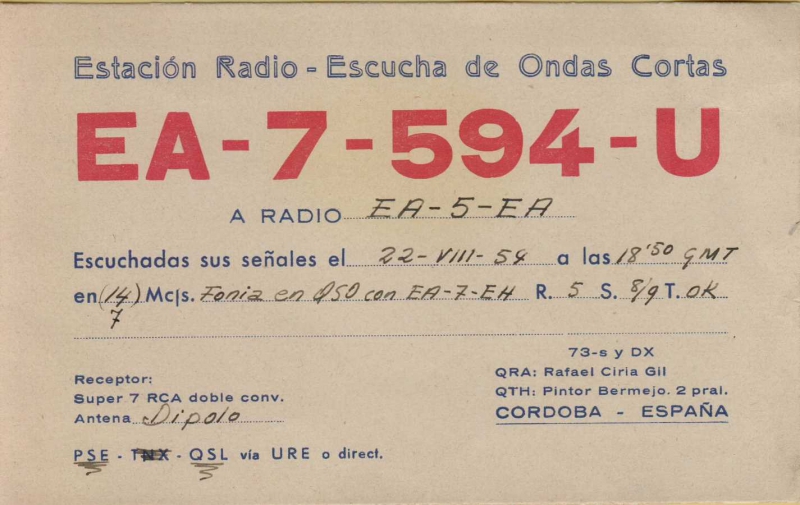 Estación Radio - Escucha de Ondas Cortas
EA-7-594-U
A RADIO EA-5-EA
Escuchadas sus señales el 22-VIII-54 a las 18'50 GMT
en (14) Mc|s. Fonia en QSO con EA-7-EH R. 5 S. 8/9 T. OK
7
73-s y DX
QRA: Rafael Ciria Gil
QTH: Pintor Bermejo. 2 pral.
CORDOBA - ESPAÑA
Receptor:
Super 7 RCA doble conv.
Antena Dipolo
PSE - TNX - QSL vía URE o direct.